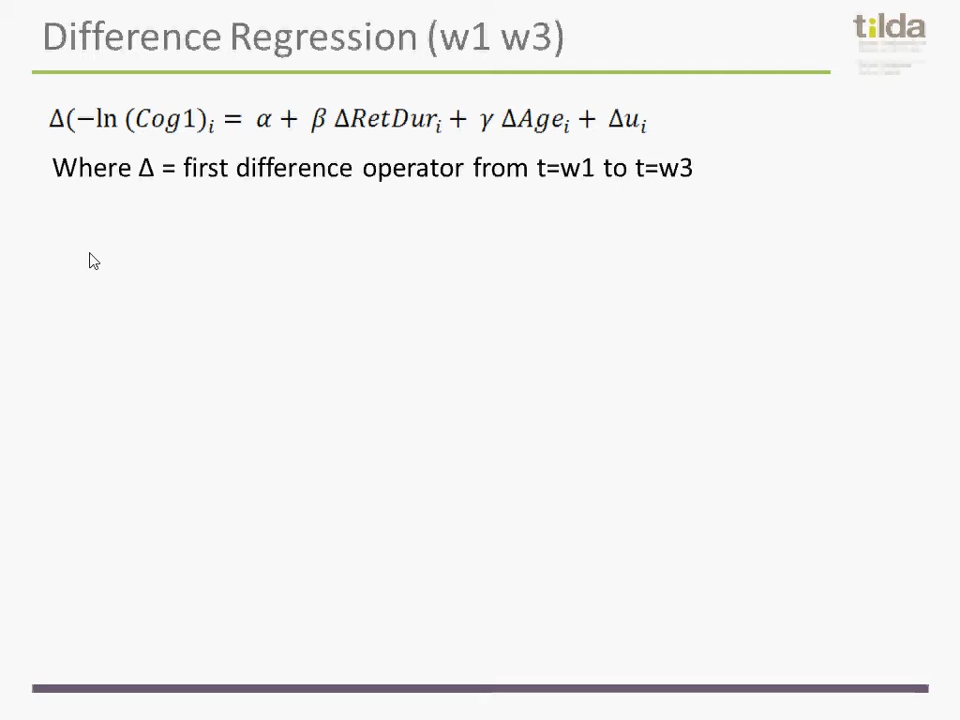 Difference Regression (w1 w3)
tilda
Δ(−ln (Cog1)ᵢ = α + β ΔRetDurᵢ + γ ΔAgeᵢ + Δuᵢ
Where Δ = first difference operator from t=w1 to t=w3